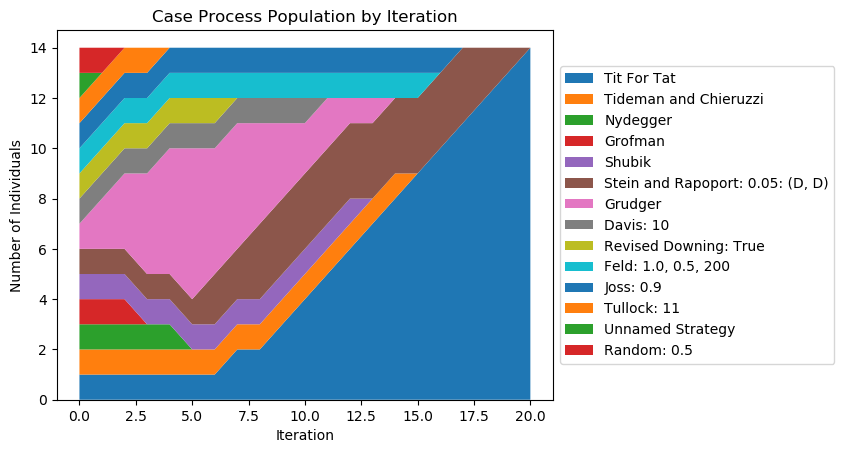 Case Process Population by Iteration
Number of Individuals
14
12
10
8
6
4
2
0
0.0 2.5 5.0 7.5 10.0 12.5 15.0 17.5 20.0
Iteration
Tit For Tat
Tideman and Chieruzzi
Nydegger
Grofman
Shubik
Stein and Rapoport: 0.05: (D, D)
Grudger
Davis: 10
Revised Downing: True
Feld: 1.0, 0.5, 200
Joss: 0.9
Tullock: 11
Unnamed Strategy
Random: 0.5